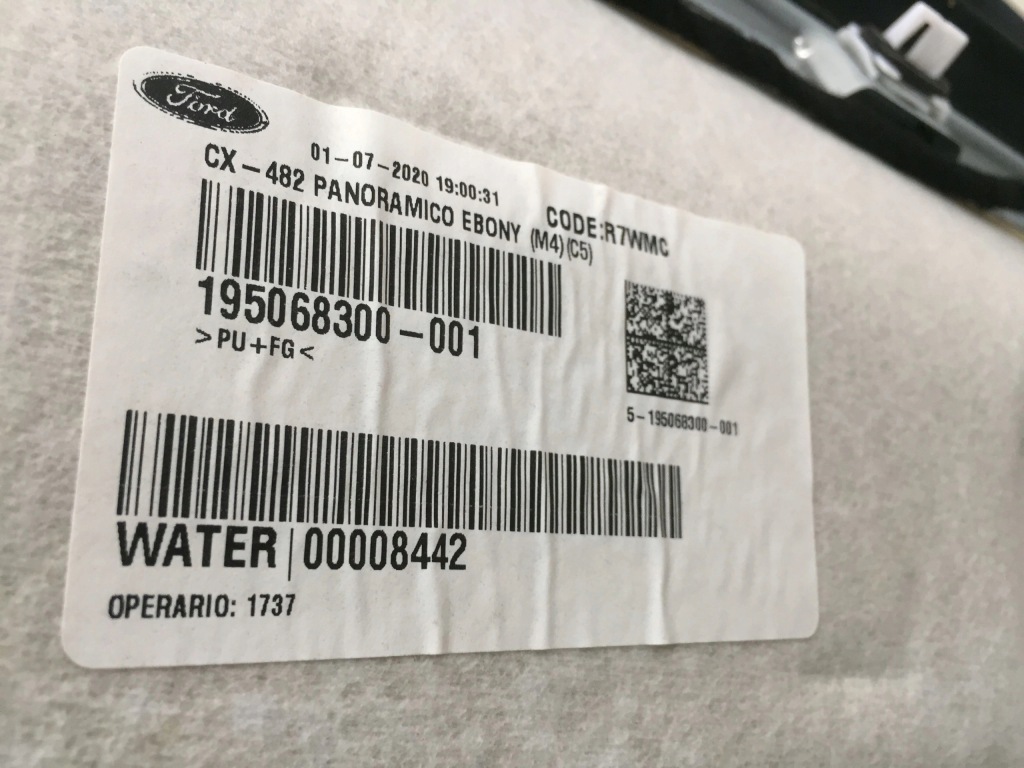 Ford
01-07-2020 19:00:31
CX-482 PANORAMICO EBONY (M4)(C5)
CODE:R7WMC
195068300-001
>PU+FG<
5-195068300-001
WATER|00008442
OPERARIO: 1737